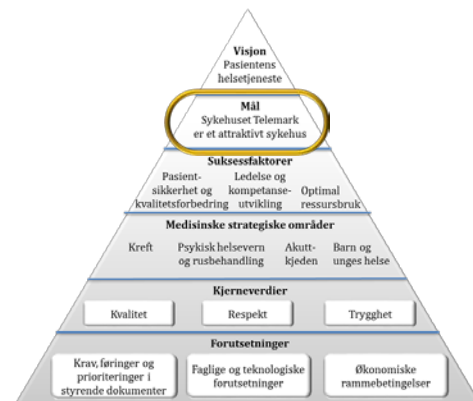 Visjon
Pasientens
helsetjeneste
Mål
Sykehuset Telemark
er et attraktivt sykehus
Suksessfaktorer
Pasient-
sikkerhet og
kvalitetsforbedring
Ledelse og
kompetanse-
utvikling
Optimal
ressursbruk
Medisinske strategiske områder
Kreft
Psykisk helsevern
og rusbehandling
Akutt-
kjeden
Barn og
unges helse
Kjerneverdier
Kvalitet
Respekt
Trygghet
Forutsetninger
Krav, føringer og
prioriteringer i
styrende dokumenter
Faglige og teknologiske
forutsetninger
Økonomiske
rammebetingelser